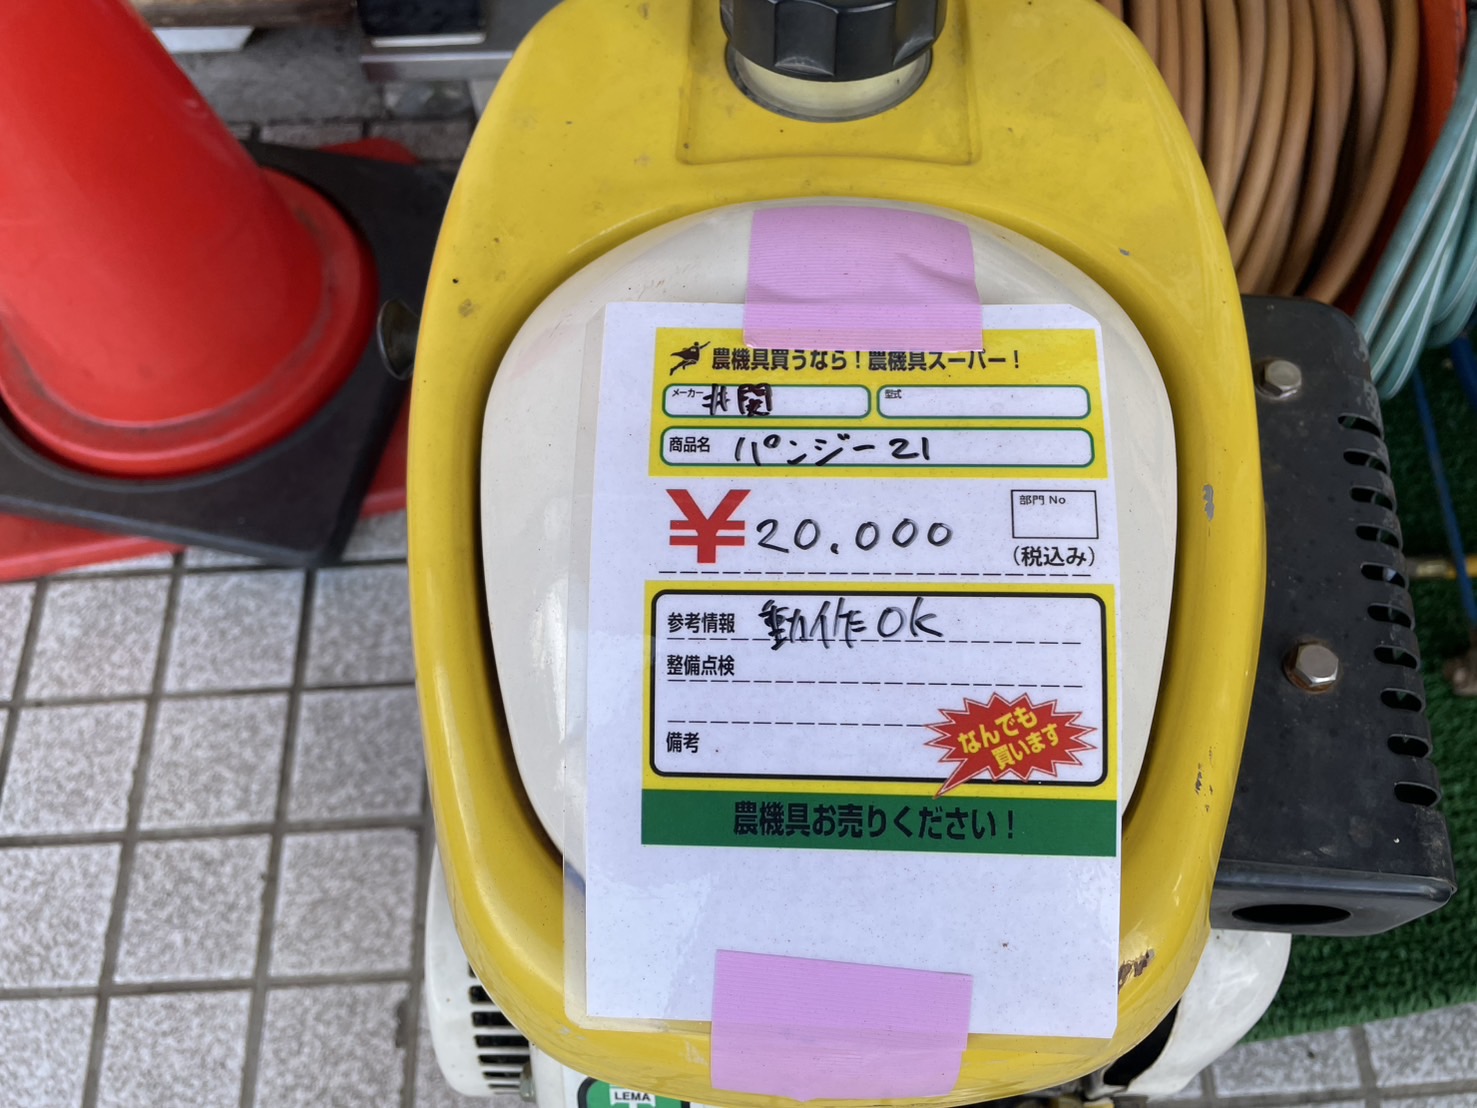 農機具買うなら！農機具スーパー！
メーカー 井関
型式
商品名 パンジー21
部門 No
¥20.000
(税込み)
参考情報 動作OK
整備点検
備考
なんでも
買います
農機具お売りください！
LEMA